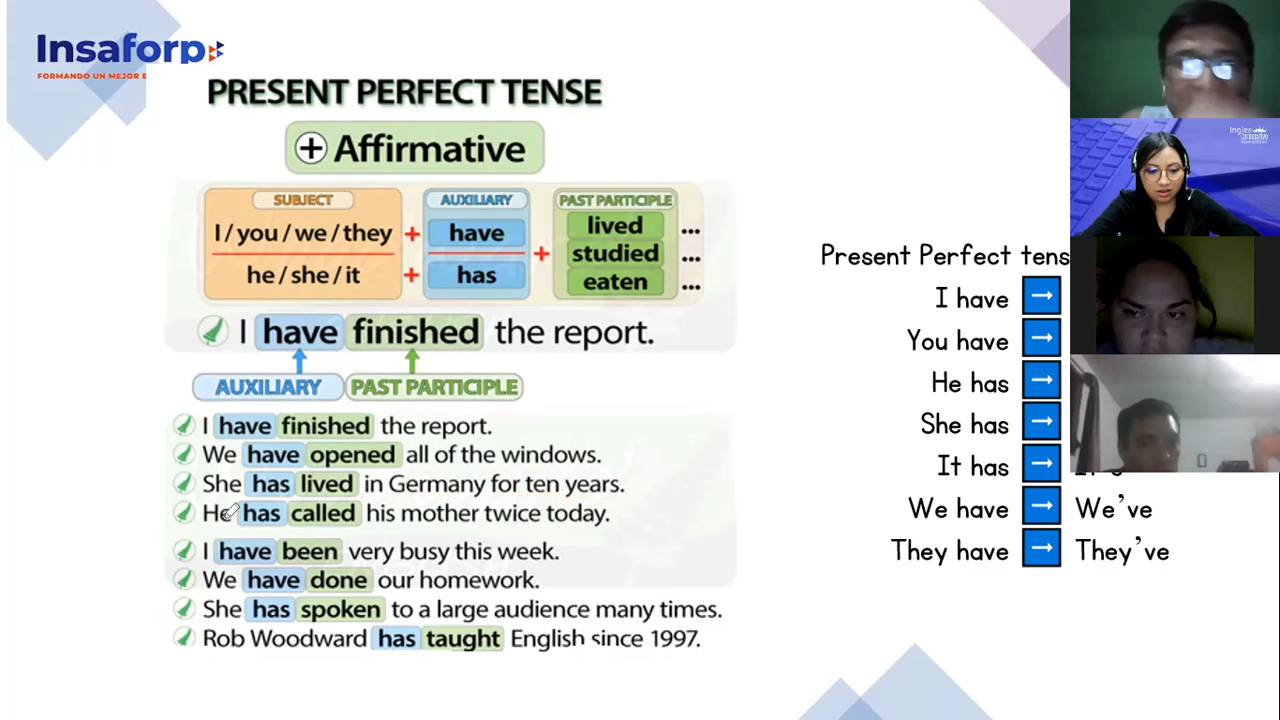 Insaforp
FORMANDO UN MEJOR E
PRESENT PERFECT TENSE
+ Affirmative
SUBJECT AUXILIARY PAST PARTICIPLE
I / you / we / they + have + lived ...
studied ...
he / she / it + has eaten ...
I have finished the report.
AUXILIARY PAST PARTICIPLE
I have finished the report.
We have opened all of the windows.
She has lived in Germany for ten years.
He has called his mother twice today.
I have been very busy this week.
We have done our homework.
She has spoken to a large audience many times.
Rob Woodward has taught English since 1997.
Present Perfect tens
I have →
You have →
He has →
She has →
It has →
We have → We've
They have → They've
Ingles